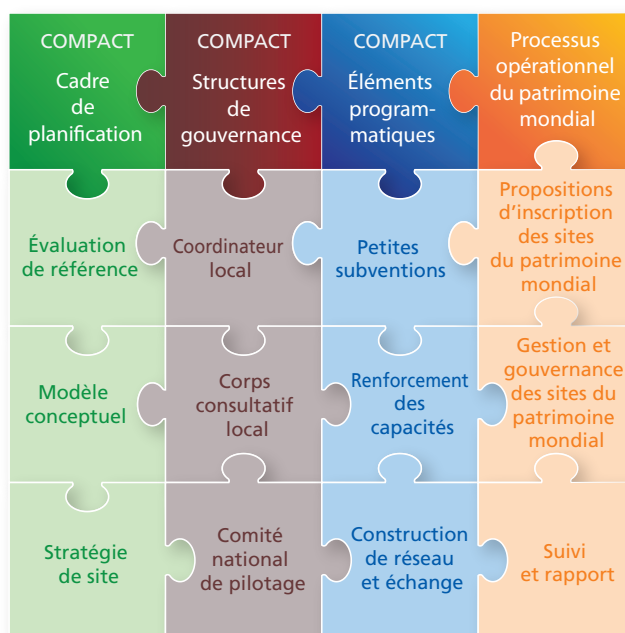 COMPACT
Cadre
de
planification
COMPACT
Structures
de
gouvernance
COMPACT
Éléments
program-
matiques
Processus
opérationnel
du patrimoine
mondial
Évaluation
de référence
Coordinateur
local
Petites
subventions
Propositions
d’inscription
des sites
du patrimoine
mondial
Modèle
conceptuel
Corps
consultatif
local
Renforcement
des
capacités
Gestion et
gouvernance
des sites du
patrimoine
mondial
Stratégie
de site
Comité
national
de pilotage
Construction
de réseau
et échange
Suivi
et rapport